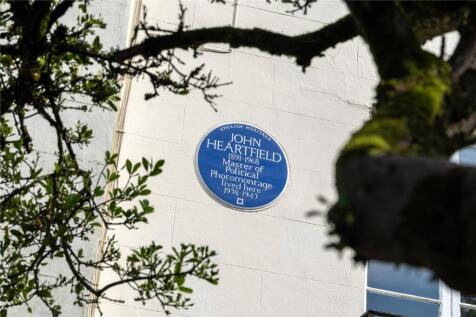 ENGLISH HERITAGE
JOHN
HEARTFIELD
1891-1968
Master of
Political
Photomontage
lived here
1938-1943